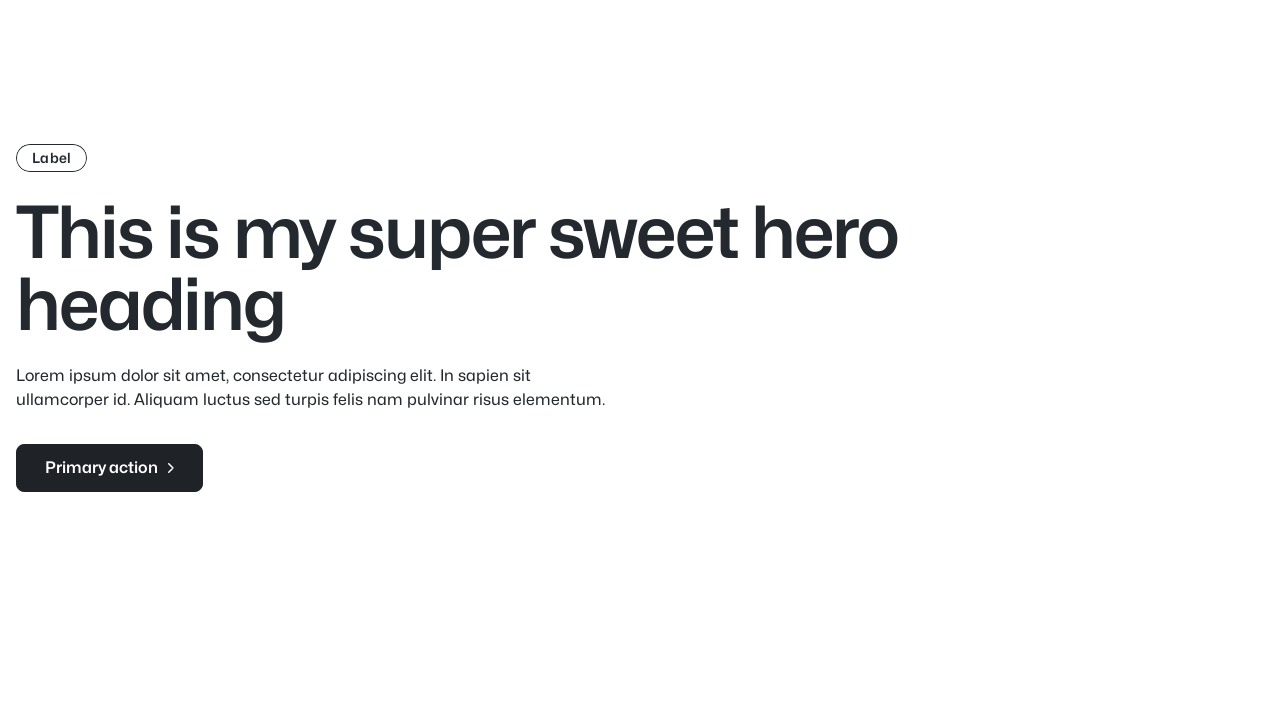 Label
This is my super sweet hero
heading
Lorem ipsum dolor sit amet, consectetur adipiscing elit. In sapien sit
ullamcorper id. Aliquam luctus sed turpis felis nam pulvinar risus elementum.
Primary action